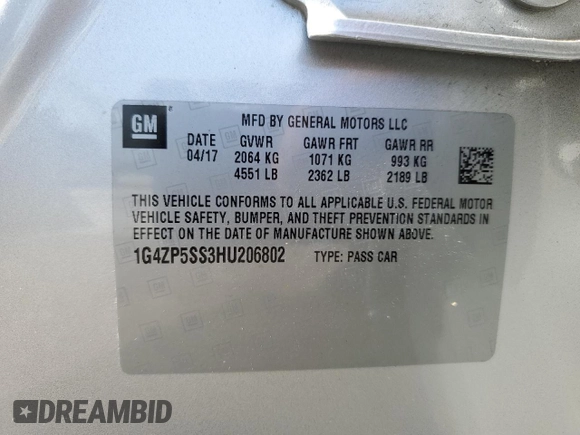 GM
MFD BY GENERAL MOTORS LLC
DATE GVWR GAWR FRT GAWR RR
04/17 2064 KG 1071 KG 993 KG
4551 LB 2362 LB 2189 LB
THIS VEHICLE CONFORMS TO ALL APPLICABLE U.S. FEDERAL MOTOR
VEHICLE SAFETY, BUMPER, AND THEFT PREVENTION STANDARDS IN
EFFECT ON THE DATE OF MANUFACTURE SHOWN ABOVE.
1G4ZP5SS3HU206802 TYPE: PASS CAR
DREAMBID